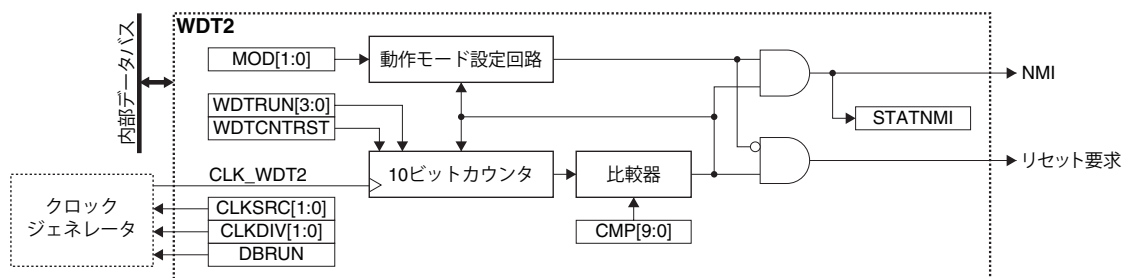 WDT2
内部データバス
MOD[1:0]
動作モード設定回路
NMI
WDTRUN[3:0]
WDTCNTRST
STATNMI
10ビットカウンタ
比較器
リセット要求
CLK_WDT2
クロック
ジェネレータ
CLKSRC[1:0]
CLKDIV[1:0]
DBRUN
CMP[9:0]